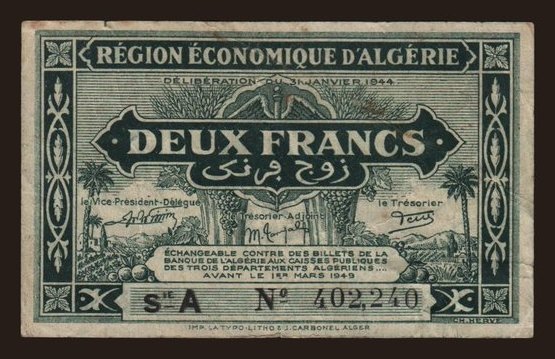 RÉGION ÉCONOMIQUE D'ALGÉRIE
DÉLIBÉRATION DU 31 JANVIER 1944
· DEUX FRANCS ·
زوج فرنك
le Vice-Président-Délégué
le Trésorier-Adjoint
le Trésorier
ÉCHANGEABLE CONTRE DES BILLETS DE LA
BANQUE DE L'ALGÉRIE AUX CAISSES PUBLIQUES
DES TROIS DÉPARTEMENTS ALGÉRIENS....
AVANT LE 1ER MARS 1949
Sie A Nº 402,240
IMP. LA TYPO-LITHO & J. CARBONEL ALGER
CH. HERVÉ